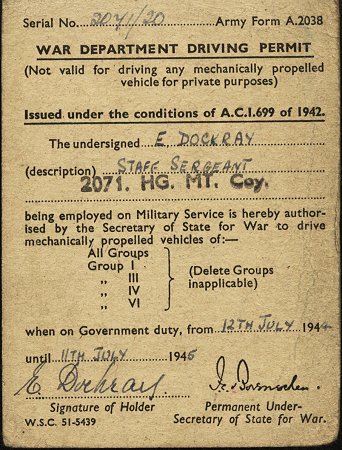 Serial No. 2071/20 Army Form A.2038
WAR DEPARTMENT DRIVING PERMIT
(Not valid for driving any mechanically propelled
vehicle for private purposes)
Issued under the conditions of A.C.I.699 of 1942.
The undersigned E DOCKRAY
(description) STAFF SERGEANT
2071. HG. MT. Coy.
being employed on Military Service is hereby author-
ised by the Secretary of State for War to drive
mechanically propelled vehicles of:—
All Groups
Group I
„ III (Delete Groups
„ IV inapplicable)
„ VI
when on Government duty, from 12TH JULY 1944
until 11TH JULY 1945
E. Dockray
Signature of Holder Permanent Under-
W.S.C. 51-5439 Secretary of State for War.